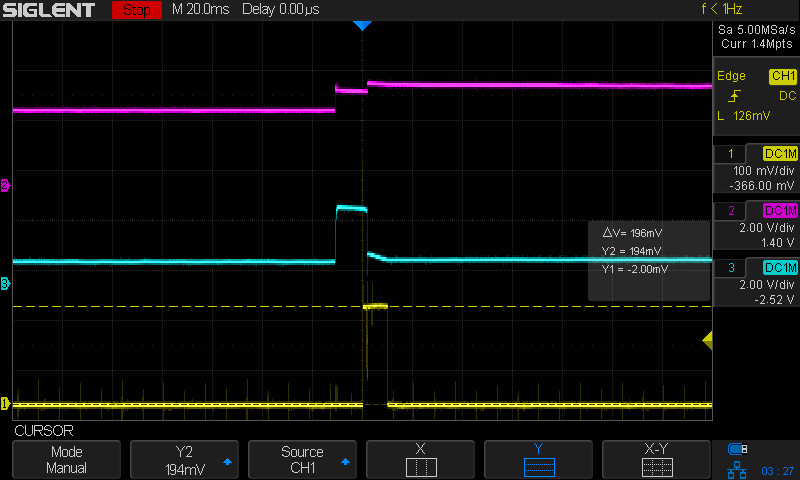 SIGLENT Stop M 20.0ms Delay 0.00µs f < 1Hz
Sa 5.00MSa/s
Curr 1.4Mpts
Edge CH1
DC
L 126mV
1 DC1M
100 mV/div
-366.00 mV
2 DC1M
2.00 V/div
1.40 V
3 DC1M
2.00 V/div
-2.52 V
2
3
1
ΔV= 196mV
Y2 = 194mV
Y1 = -2.00mV
CURSOR
Mode
Manual
Y2
194mV
Source
CH1
X
Y
X-Y
03:27